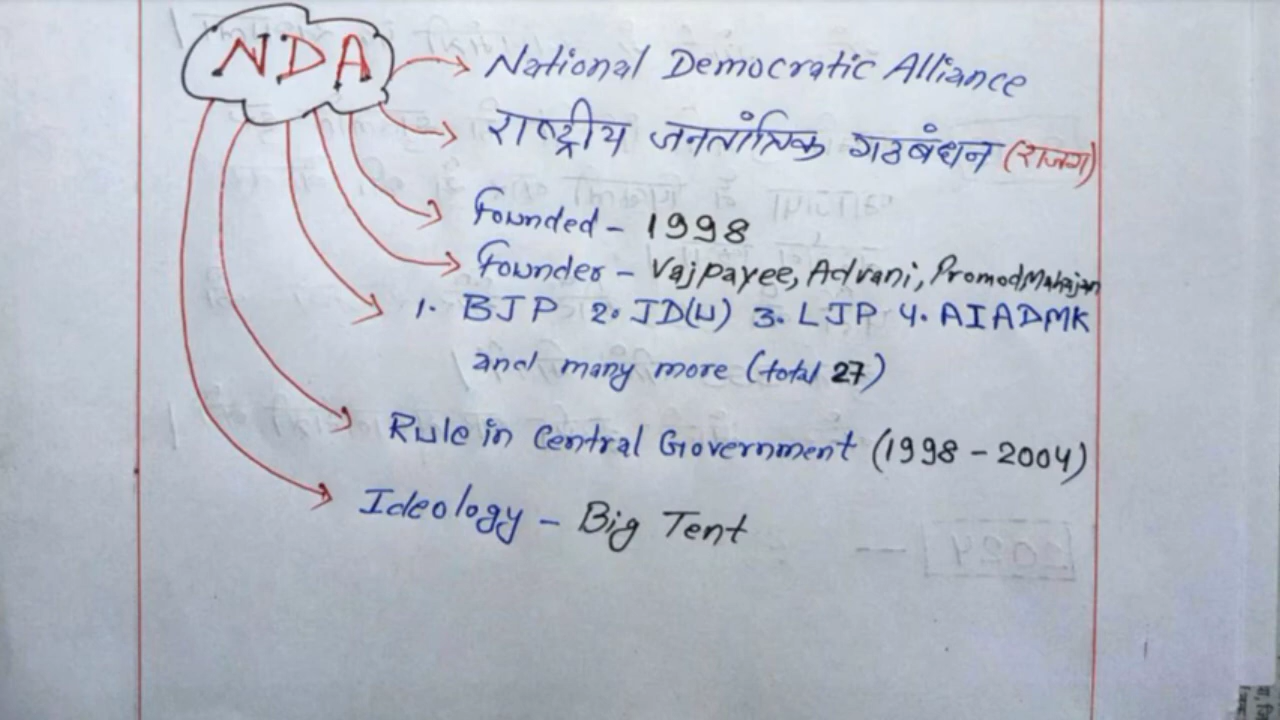 NDA
National Democratic Alliance
राष्ट्रीय जनतांत्रिक गठबंधन (राजग)
Founded - 1998
Founder - Vajpayee, Advani, Promod Mahajan
1. BJP 2. JD(U) 3. LJP 4. AIADMK
and many more (total 27)
Rule in Central Government (1998 - 2004)
Ideology - Big Tent